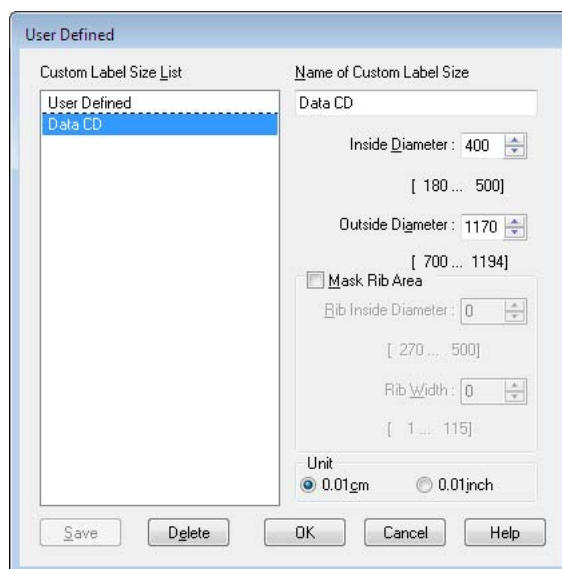 User Defined
Custom Label Size List
User Defined
Data CD
Name of Custom Label Size
Data CD
Inside Diameter : 400
[ 180 ... 500]
Outside Diameter : 1170
[ 700 ... 1194]
Mask Rib Area
Rib Inside Diameter : 0
[ 270 ... 500]
Rib Width : 0
[ 1 ... 115]
Unit
0.01cm 0.01inch
Save Delete OK Cancel Help